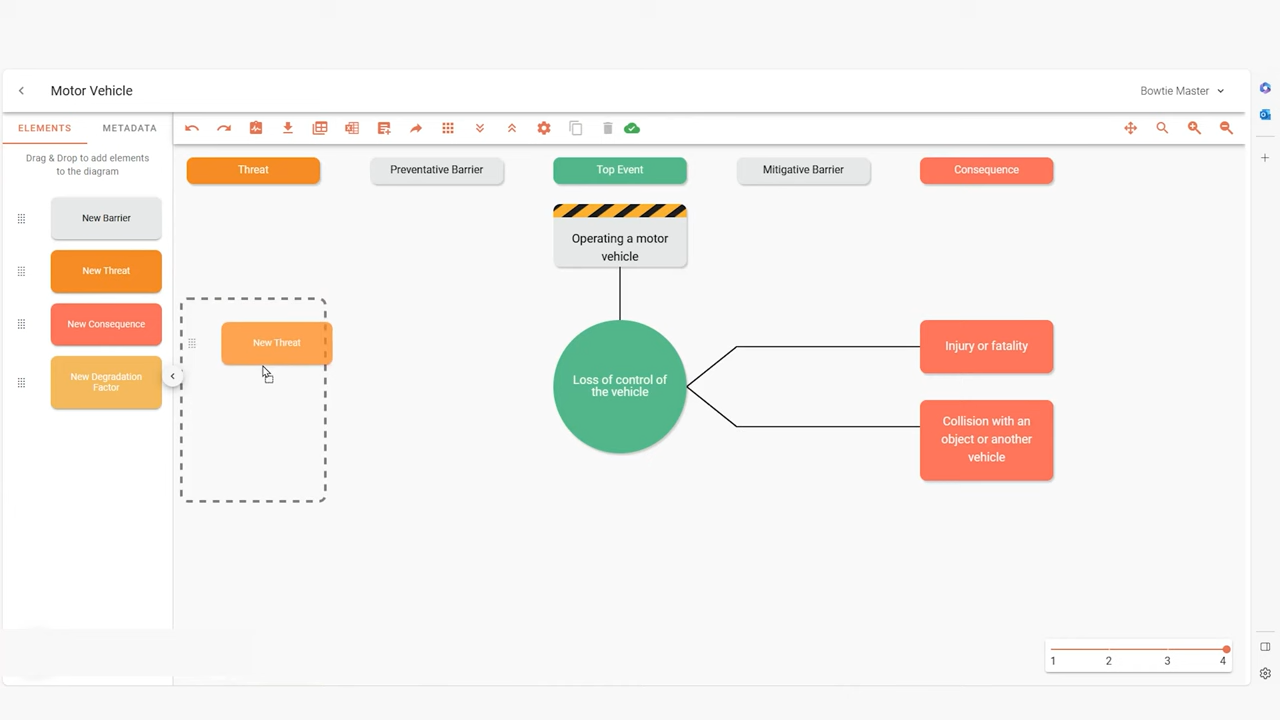 Motor Vehicle
Bowtie Master
ELEMENTS
METADATA
Drag & Drop to add elements
to the diagram
New Barrier
New Threat
New Consequence
New Degradation
Factor
Threat
Preventative Barrier
Top Event
Mitigative Barrier
Consequence
Operating a motor
vehicle
New Threat
Loss of control of
the vehicle
Injury or fatality
Collision with an
object or another
vehicle
1 2 3 4